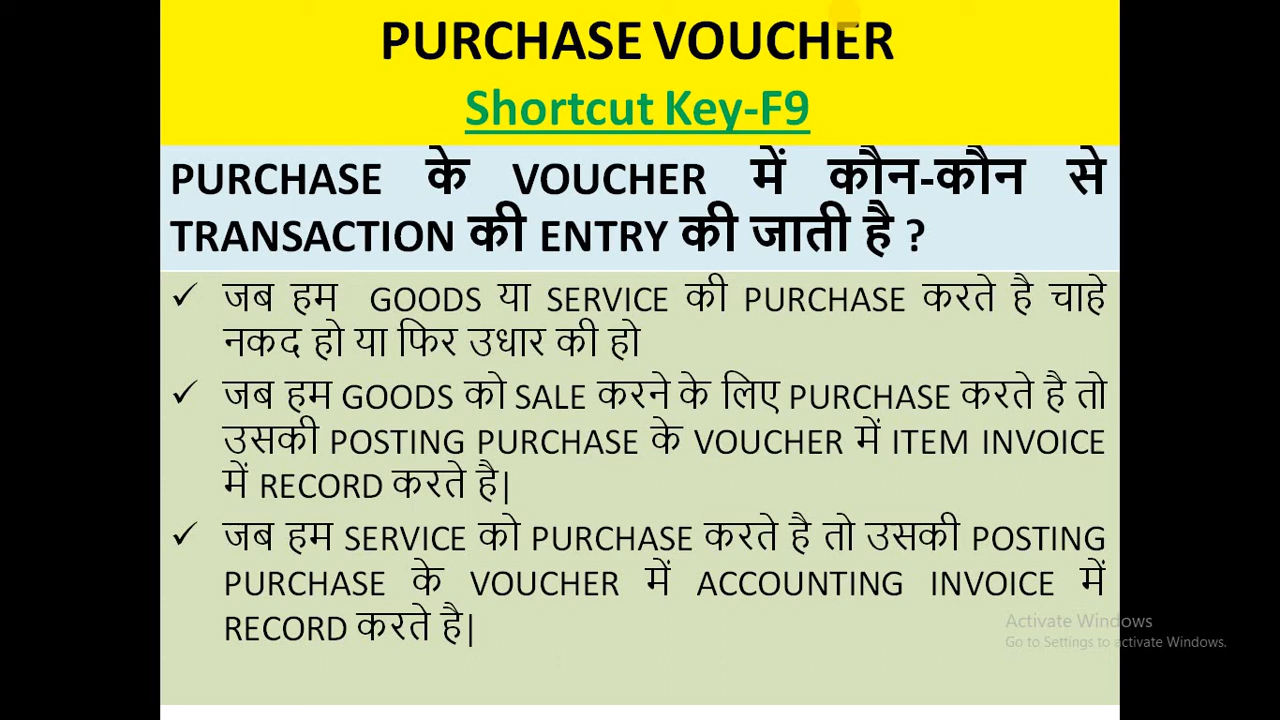 PURCHASE VOUCHER
Shortcut Key-F9
PURCHASE के VOUCHER में कौन-कौन से
TRANSACTION की ENTRY की जाती है ?
✓ जब हम GOODS या SERVICE की PURCHASE करते है चाहे
नकद हो या फिर उधार की हो
✓ जब हम GOODS को SALE करने के लिए PURCHASE करते है तो
उसकी POSTING PURCHASE के VOUCHER में ITEM INVOICE
में RECORD करते है|
✓ जब हम SERVICE को PURCHASE करते है तो उसकी POSTING
PURCHASE के VOUCHER में ACCOUNTING INVOICE में
RECORD करते है|
Activate Windows
Go to Settings to activate Windows.